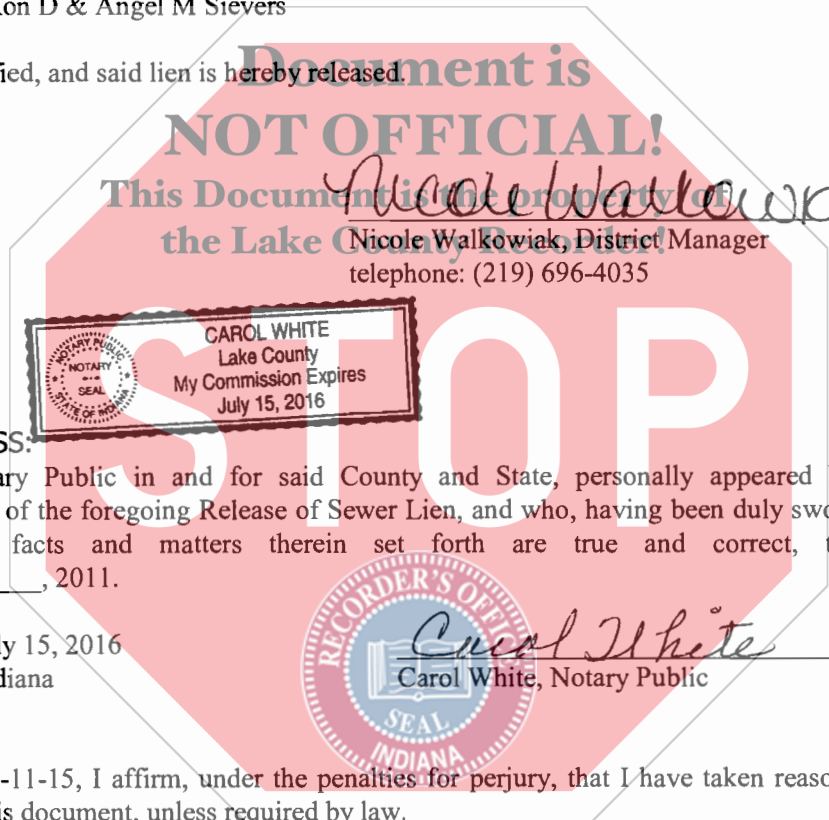 on D & Angel M Sievers
ied, and said lien is hereby released.
Document is
NOT OFFICIAL!
This Document is the property of
the Lake County Recorder!
Nicole Walkowiak
Nicole Walkowiak, District Manager
telephone: (219) 696-4035
STOP
CAROL WHITE
Lake County
My Commission Expires
July 15, 2016
NOTARY PUBLIC
NOTARY
SEAL
STATE OF INDIANA
SS:
ary Public in and for said County and State, personally appeared
of the foregoing Release of Sewer Lien, and who, having been duly swo
facts and matters therein set forth are true and correct, t
, 2011.
ly 15, 2016
diana
Carol White
Carol White, Notary Public
RECORDER'S OFFICE
SEAL
INDIANA
-11-15, I affirm, under the penalties for perjury, that I have taken reaso
is document, unless required by law.